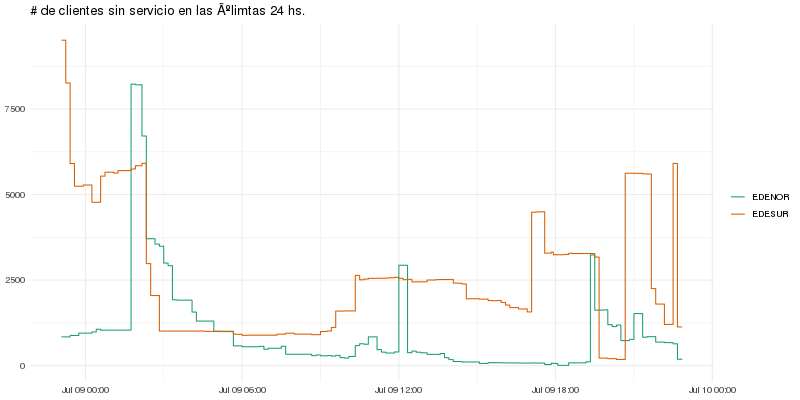 # de clientes sin servicio en las Ãºlimtas 24 hs.
7500
5000
2500
0
Jul 09 00:00
Jul 09 06:00
Jul 09 12:00
Jul 09 18:00
Jul 10 00:00
EDENOR
EDESUR